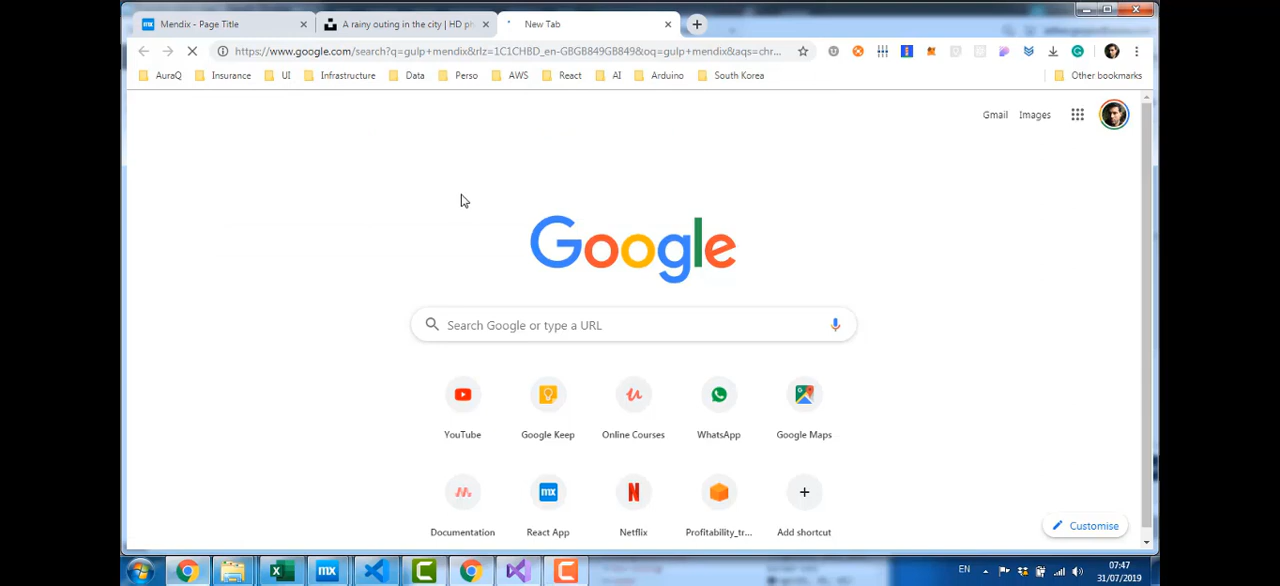 Mendix - Page Title
A rainy outing in the city | HD ph
New Tab
https://www.google.com/search?q=gulp+mendix&rlz=1C1CHBD_en-GBGB849GB849&oq=gulp+mendix&aqs=chr...
AuraQ Insurance UI Infrastructure Data Perso AWS React AI Arduino South Korea Other bookmarks
Gmail Images
Google
Search Google or type a URL
YouTube Google Keep Online Courses WhatsApp Google Maps
mx
Documentation React App Netflix Profitability_tr... Add shortcut
Customise
mx
EN
07:47
31/07/2019